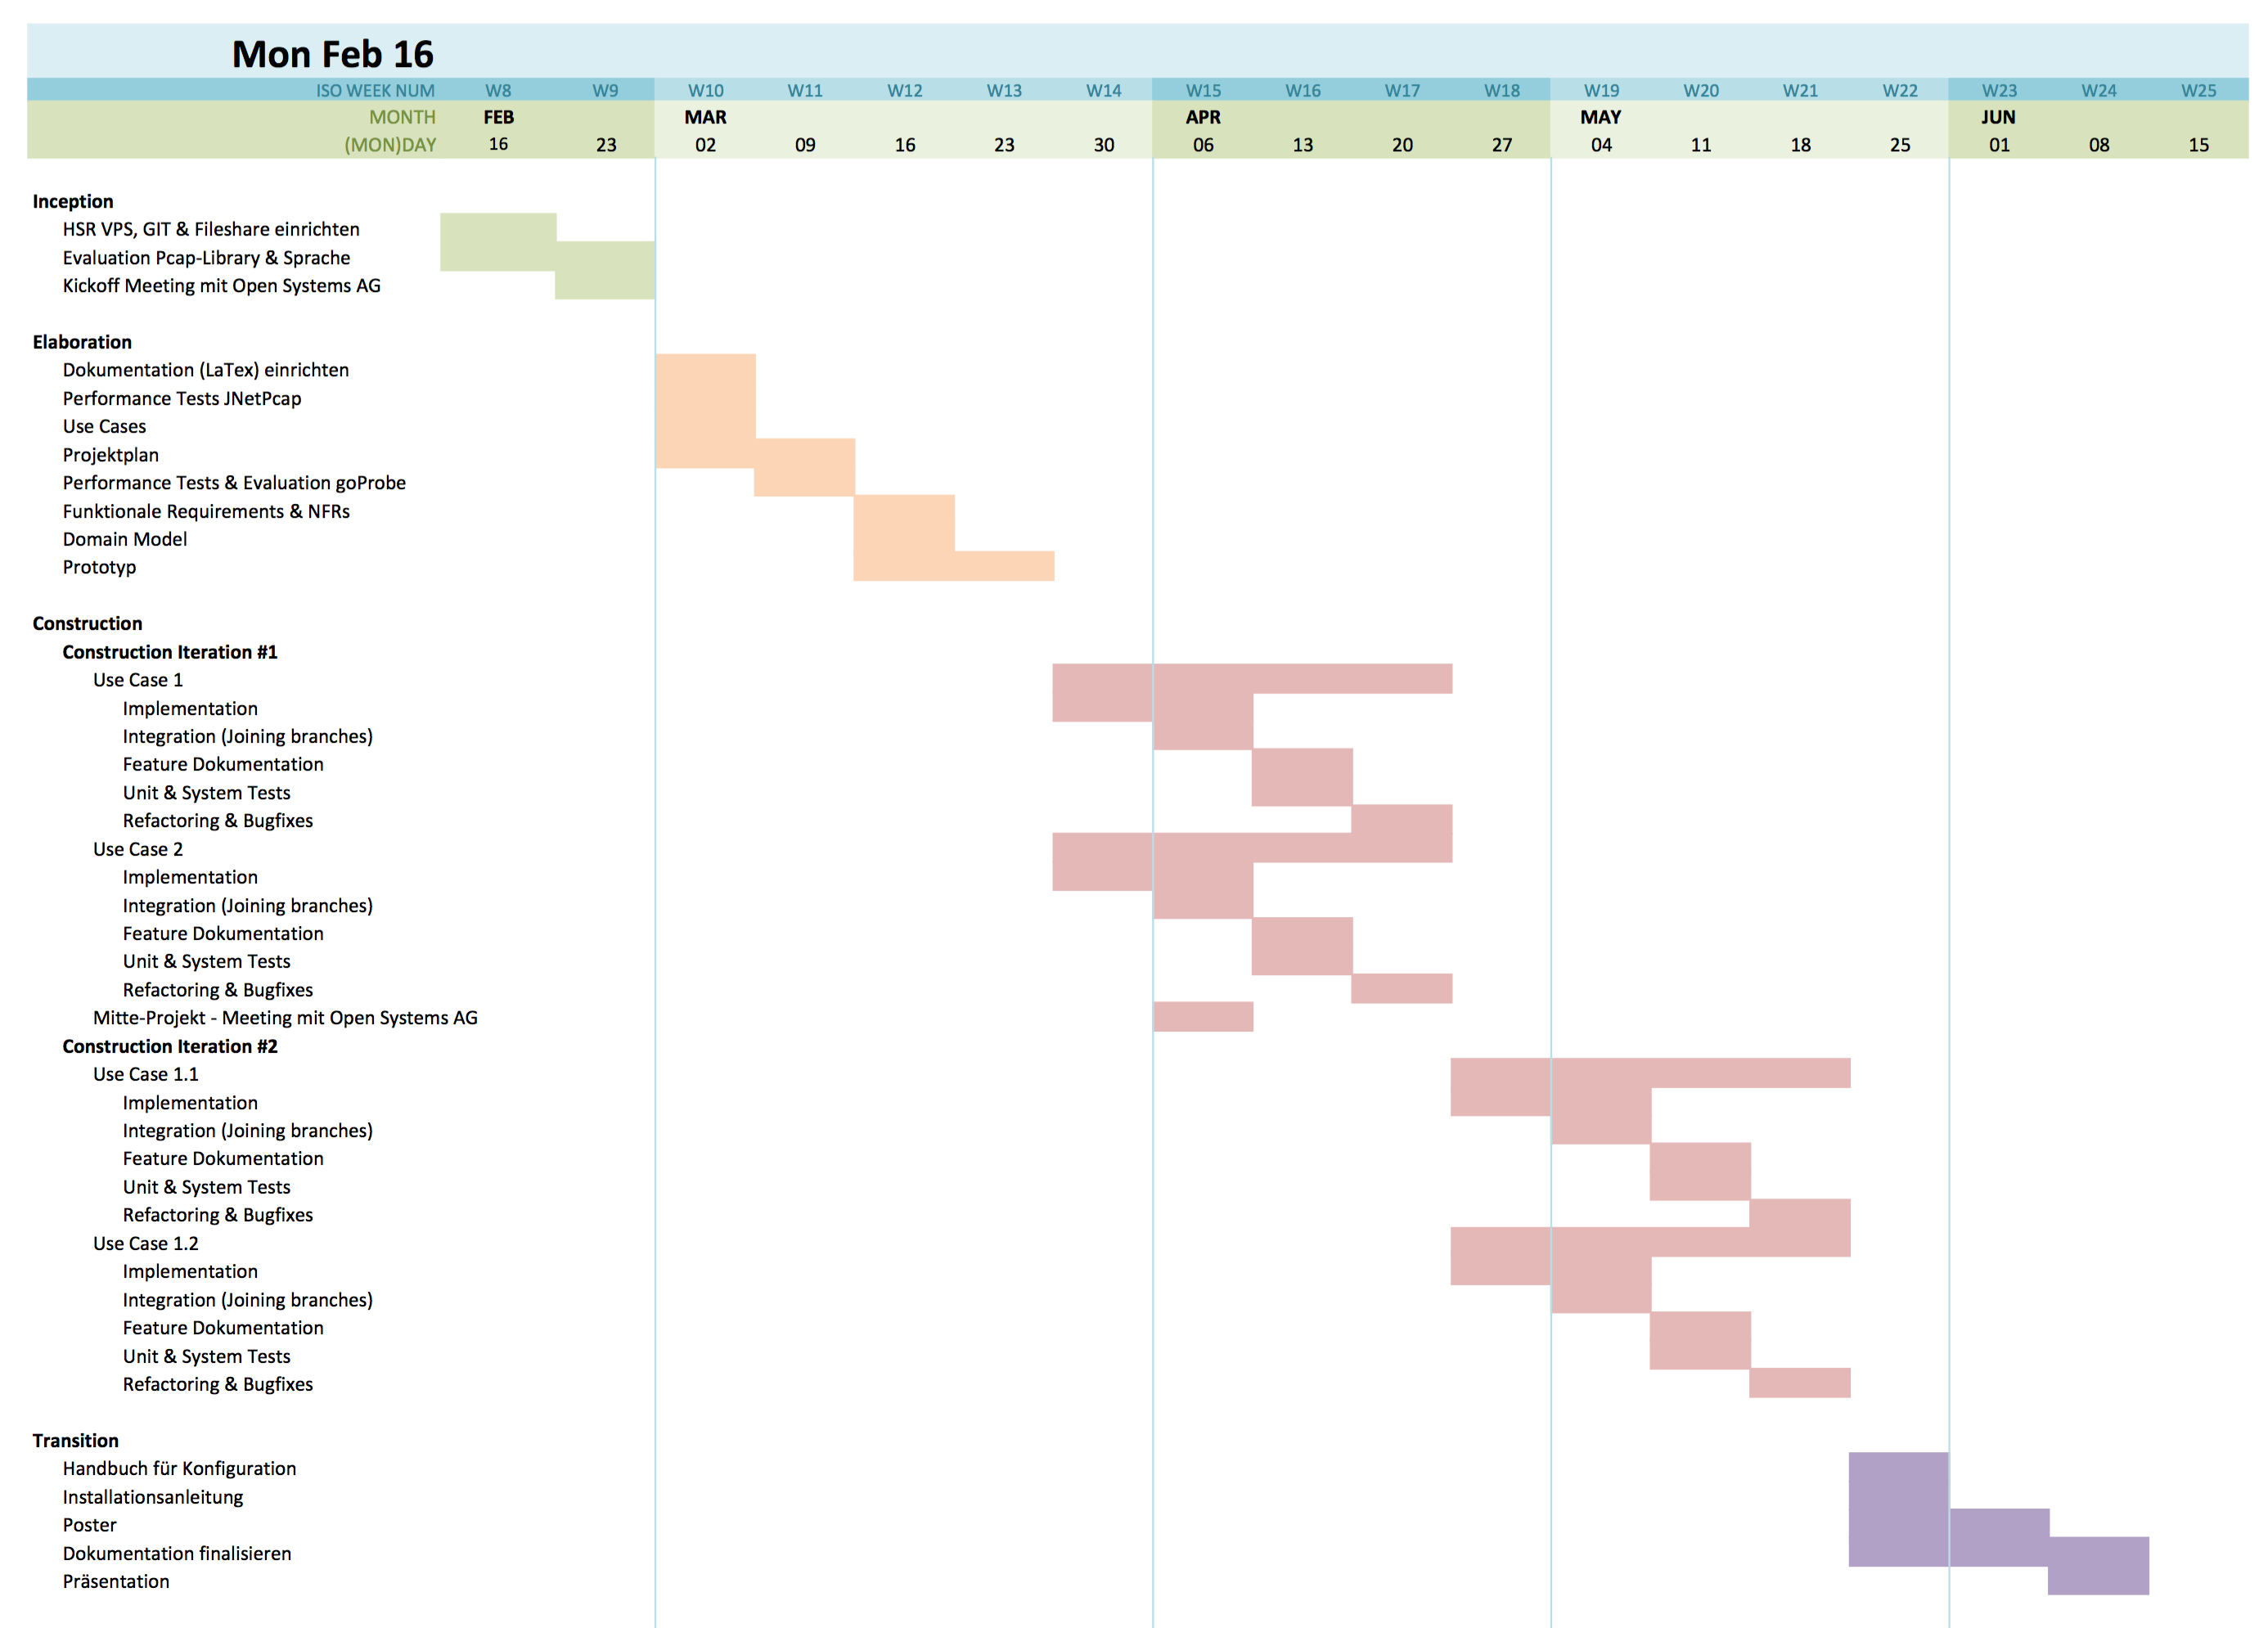 Mon Feb 16
ISO WEEK NUM W8 W9 W10 W11 W12 W13 W14 W15 W16 W17 W18 W19 W20 W21 W22 W23 W24 W25
MONTH FEB MAR APR MAY JUN
(MON)DAY 16 23 02 09 16 23 30 06 13 20 27 04 11 18 25 01 08 15
Inception
HSR VPS, GIT & Fileshare einrichten
Evaluation Pcap-Library & Sprache
Kickoff Meeting mit Open Systems AG
Elaboration
Dokumentation (LaTex) einrichten
Performance Tests JNetPcap
Use Cases
Projektplan
Performance Tests & Evaluation goProbe
Funktionale Requirements & NFRs
Domain Model
Prototyp
Construction
Construction Iteration #1
Use Case 1
Implementation
Integration (Joining branches)
Feature Dokumentation
Unit & System Tests
Refactoring & Bugfixes
Use Case 2
Implementation
Integration (Joining branches)
Feature Dokumentation
Unit & System Tests
Refactoring & Bugfixes
Mitte-Projekt - Meeting mit Open Systems AG
Construction Iteration #2
Use Case 1.1
Implementation
Integration (Joining branches)
Feature Dokumentation
Unit & System Tests
Refactoring & Bugfixes
Use Case 1.2
Implementation
Integration (Joining branches)
Feature Dokumentation
Unit & System Tests
Refactoring & Bugfixes
Transition
Handbuch für Konfiguration
Installationsanleitung
Poster
Dokumentation finalisieren
Präsentation